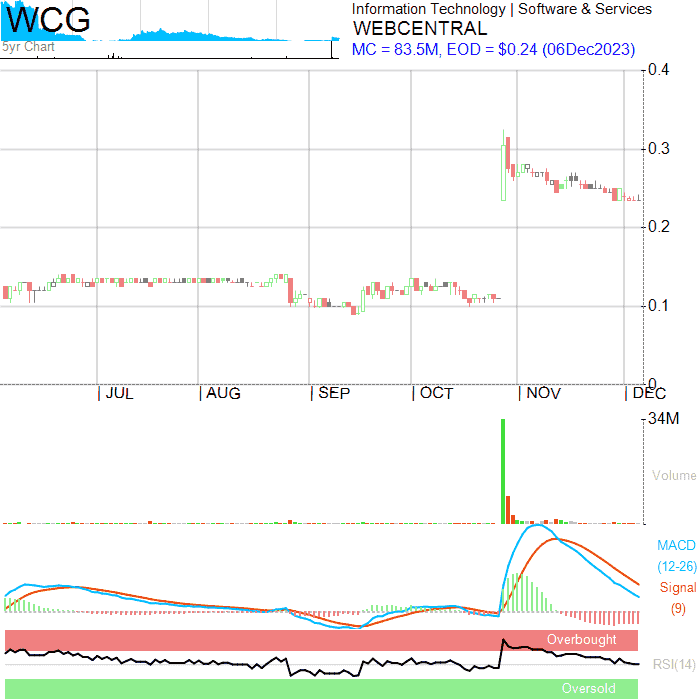 WCG
5yr Chart
Information Technology | Software & Services
WEBCENTRAL
MC = 83.5M, EOD = $0.24 (06Dec2023)
0.4
0.3
0.2
0.1
0
| JUL | AUG | SEP | OCT | NOV | DEC
34M
Volume
MACD
(12-26)
Signal
(9)
Overbought
RSI(14)
Oversold